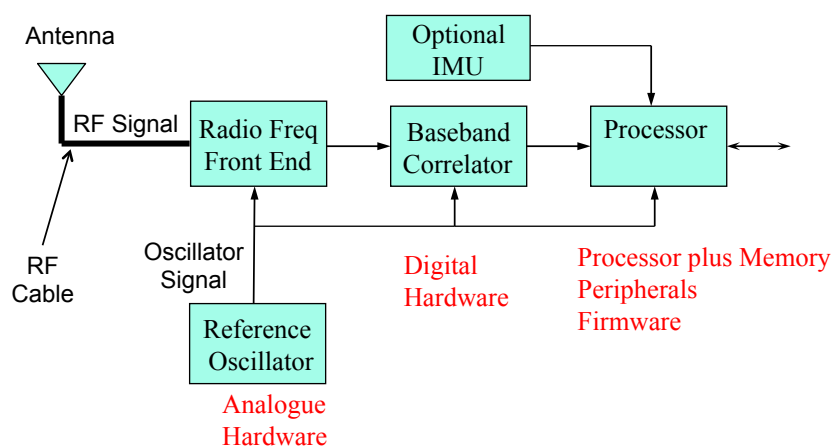 Antenna
Optional
IMU
RF Signal
Radio Freq
Front End
Baseband
Correlator
Processor
Oscillator
Signal
RF
Cable
Digital
Hardware
Processor plus Memory
Peripherals
Firmware
Reference
Oscillator
Analogue
Hardware